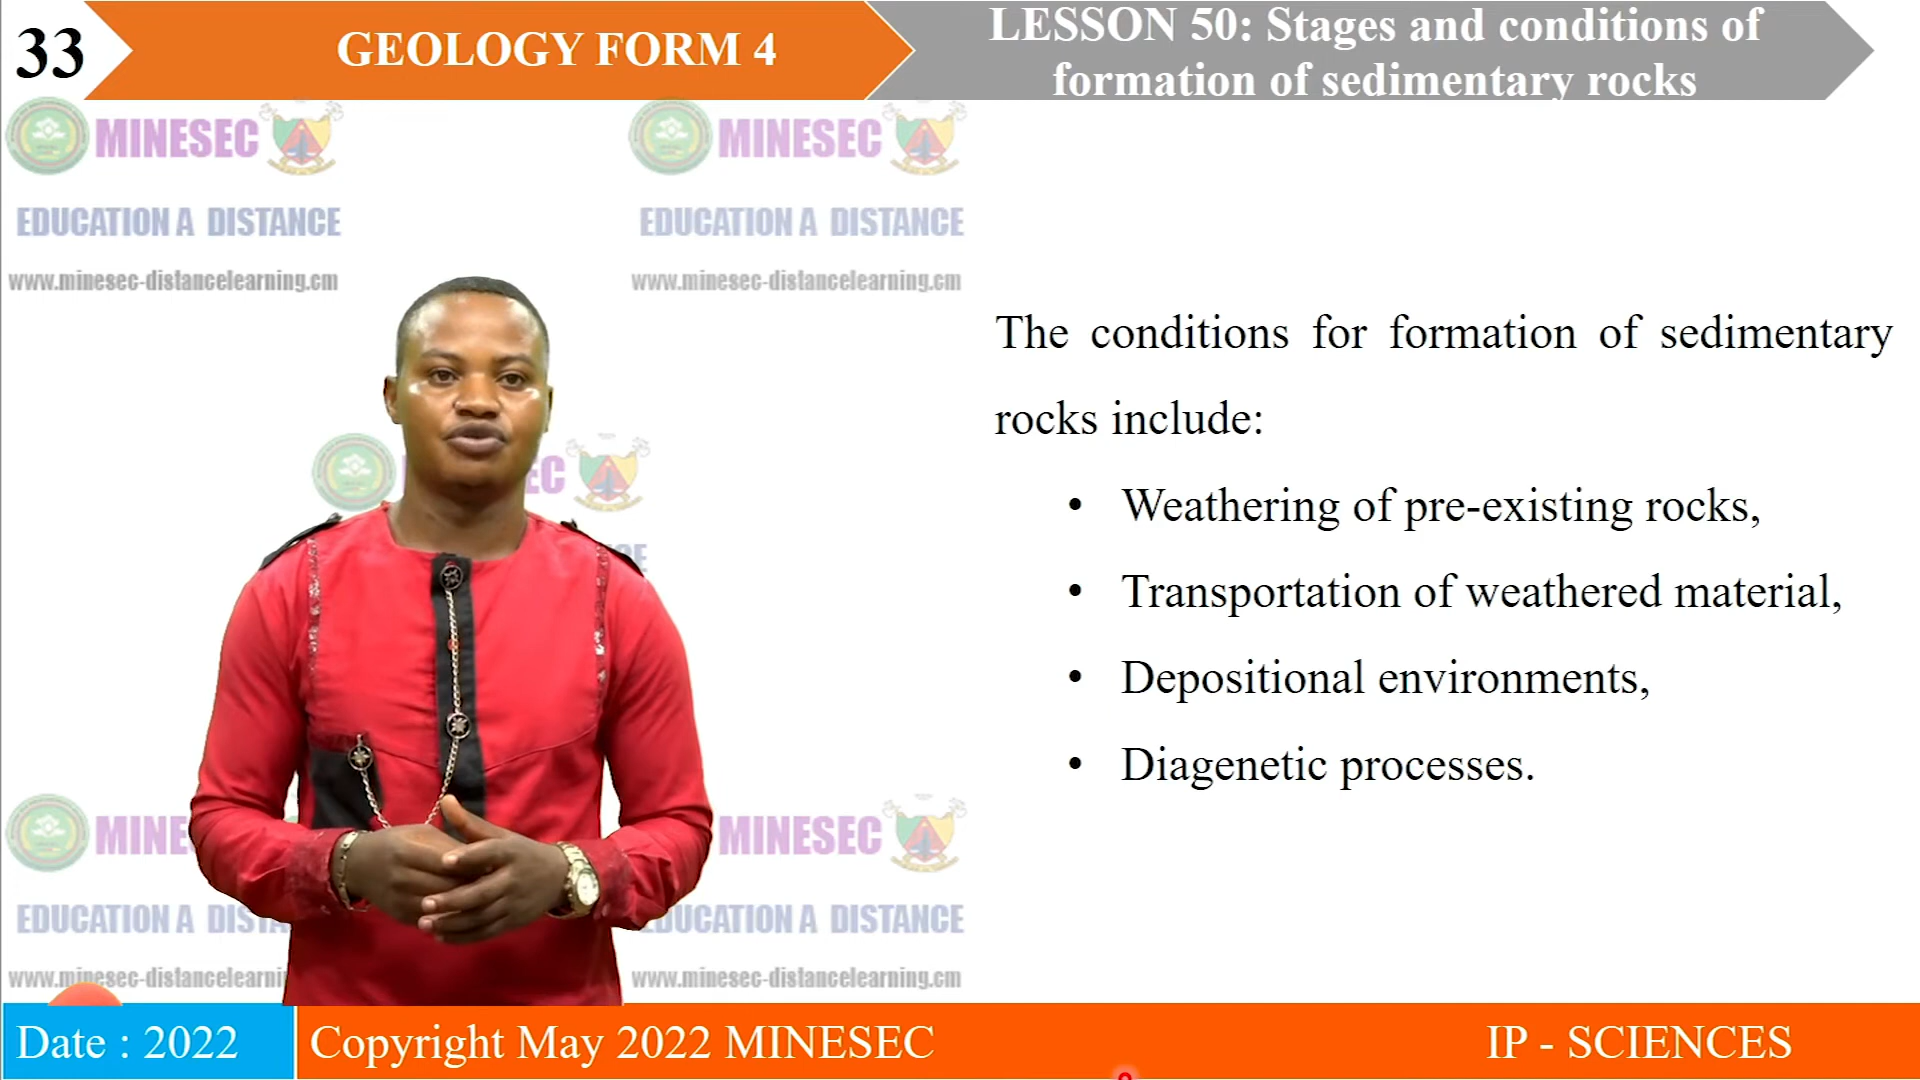 33
GEOLOGY FORM 4
LESSON 50: Stages and conditions of
formation of sedimentary rocks
MINESEC
MINESEC
EDUCATION A DISTANCE
EDUCATION A DISTANCE
www.minesec-distancelearning.cm
www.minesec-distancelearning.cm
The conditions for formation of sedimentary
rocks include:
• Weathering of pre-existing rocks,
• Transportation of weathered material,
• Depositional environments,
• Diagenetic processes.
MINESEC
EDUCATION A DISTANCE
www.minesec-distancelearning.cm
Date : 2022
Copyright May 2022 MINESEC
IP - SCIENCES